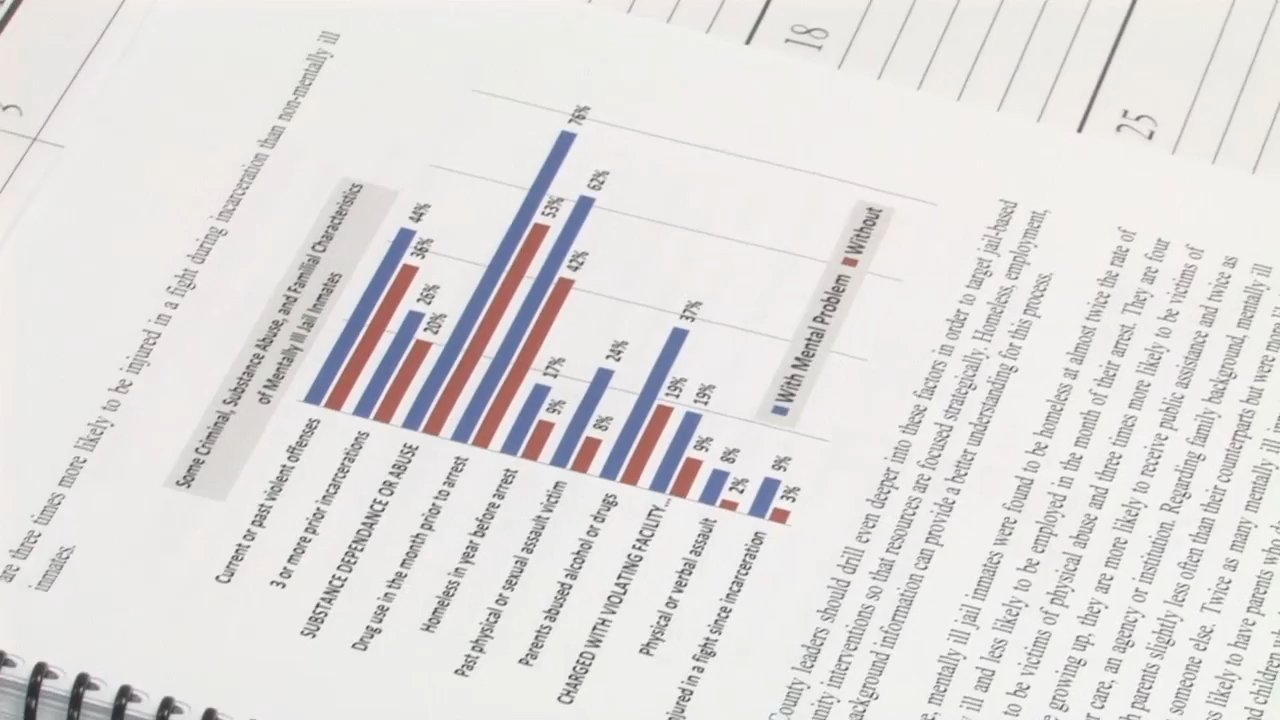 18
25
are three times more likely to be injured in a fight during incarceration than non-mentally ill
inmates.
Some Criminal, Substance Abuse, and Familial Characteristics
of Mentally Ill Jail Inmates
44%
36%
26%
20%
76%
53%
62%
42%
17%
9%
24%
8%
37%
19%
19%
9%
8%
2%
9%
3%
Current or past violent offenses
3 or more prior incarcerations
SUBSTANCE DEPENDANCE OR ABUSE
Drug use in the month prior to arrest
Homeless in year before arrest
Past physical or sexual assault victim
Parents abused alcohol or drugs
CHARGED WITH VIOLATING FACILITY...
Physical or verbal assault
in a fight since incarceration
With Mental Problem Without
County leaders should drill even deeper into these factors in order to target jail-based
interventions so that resources are focused strategically. Homeless, employment,
background information can provide a better understanding for this process.
mentally ill jail inmates were found to be homeless at almost twice the rate of
ill and less likely to be employed in the month of their arrest. They are four
to be victims of physical abuse and three times more likely to be victims of
growing up, they are more likely to receive public assistance and twice as
care, an agency or institution. Regarding family background, mentally ill
parents slightly less often than their counterparts but were more
someone else. Twice as many mentally ill
likely to have parents who
children